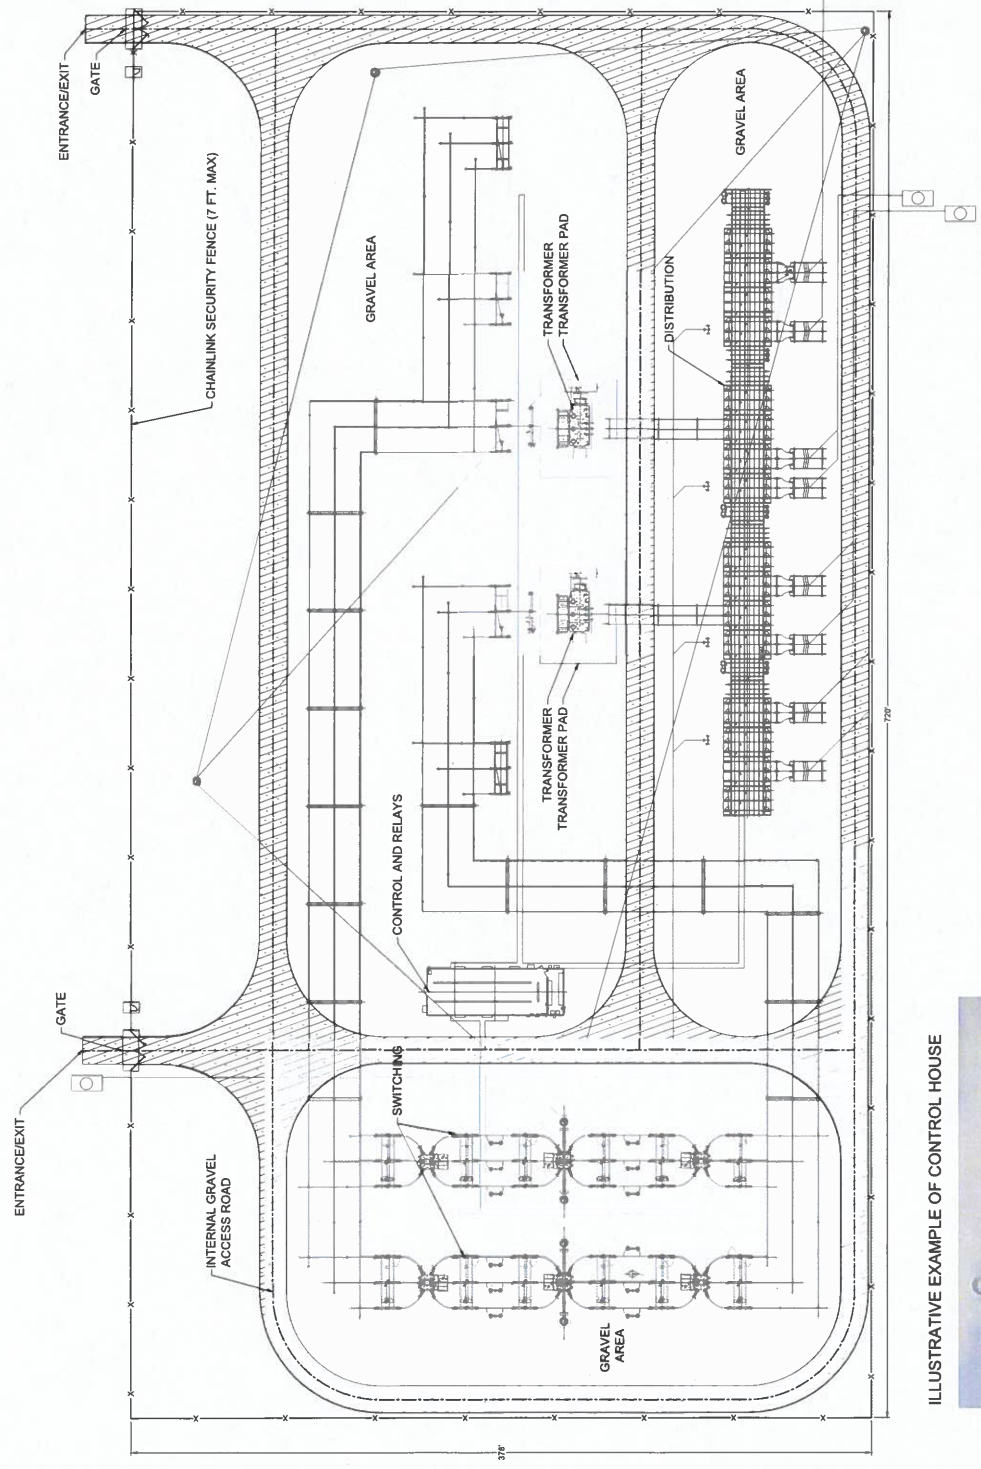 ENTRANCE/EXIT
GATE
CHAINLINK SECURITY FENCE (7 FT. MAX)
GRAVEL AREA
GRAVEL AREA
TRANSFORMER
TRANSFORMER PAD
DISTRIBUTION
TRANSFORMER
TRANSFORMER PAD
CONTROL AND RELAYS
720'
GATE
ENTRANCE/EXIT
SWITCHING
INTERNAL GRAVEL
ACCESS ROAD
GRAVEL
AREA
376'
ILLUSTRATIVE EXAMPLE OF CONTROL HOUSE